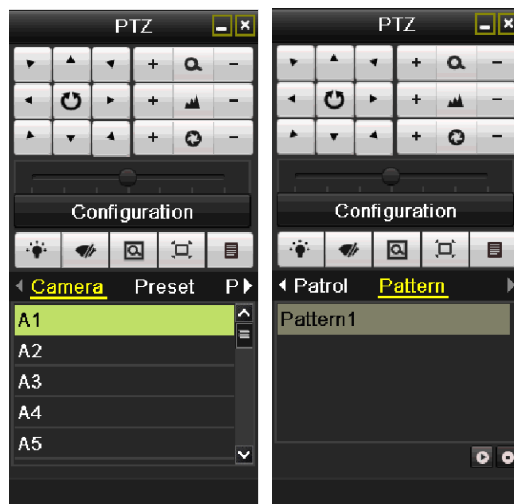 PTZ
+ -
+ -
+ -
Configuration
Camera Preset P
A1
A2
A3
A4
A5
PTZ
+ -
+ -
+ -
Configuration
Patrol Pattern
Pattern1